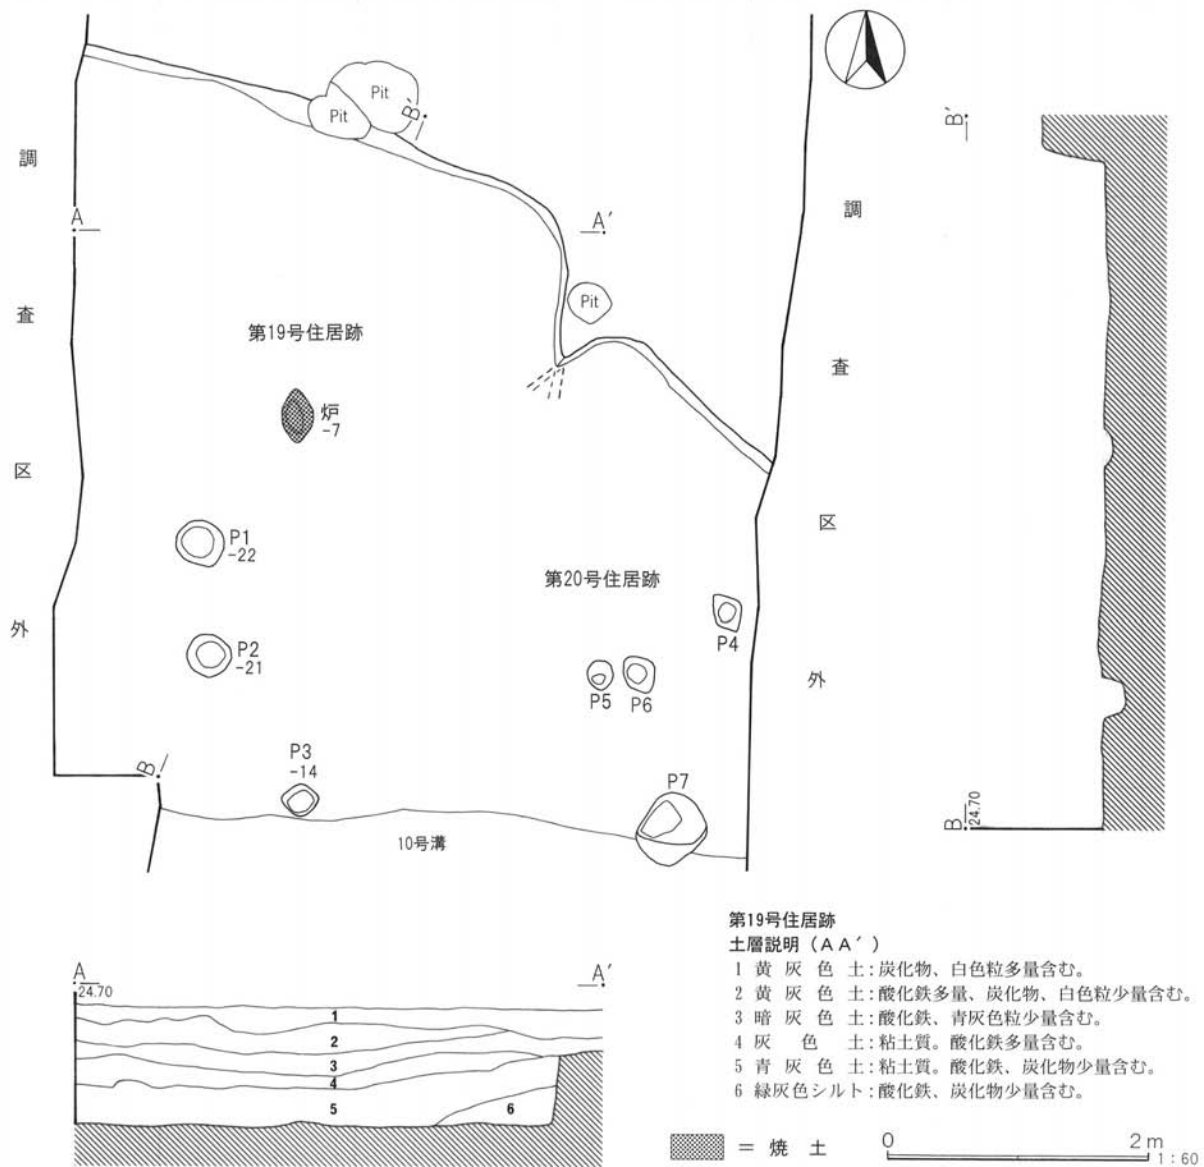 Pit
Pit
B′
B′
調査区外
調査区外
A
A′
Pit
第19号住居跡
炉
-7
P1
-22
第20号住居跡
P4
P2
-21
P5
P6
B
P3
-14
P7
10号溝
B
24.70
A
24.70
A′
1
2
3
4
5
6
第19号住居跡
土層説明（AA′）
1 黄灰色土：炭化物、白色粒多量含む。
2 黄灰色土：酸化鉄多量、炭化物、白色粒少量含む。
3 暗灰色土：酸化鉄、青灰色粒少量含む。
4 灰色土：粘土質。酸化鉄多量含む。
5 青灰色土：粘土質。酸化鉄、炭化物少量含む。
6 緑灰色シルト：酸化鉄、炭化物少量含む。
＝焼土
0 2m
1：60